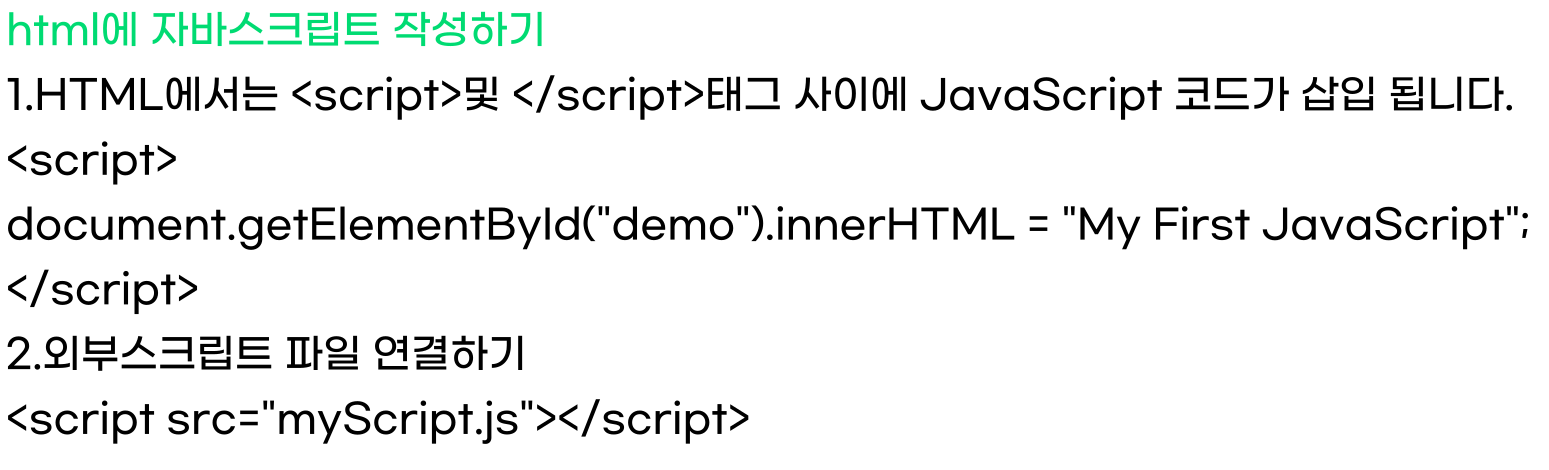 html에 자바스크립트 작성하기
1.HTML에서는 <script>및 </script>태그 사이에 JavaScript 코드가 삽입 됩니다.
<script>
document.getElementById("demo").innerHTML = "My First JavaScript";
</script>
2.외부스크립트 파일 연결하기
<script src="myScript.js"></script>